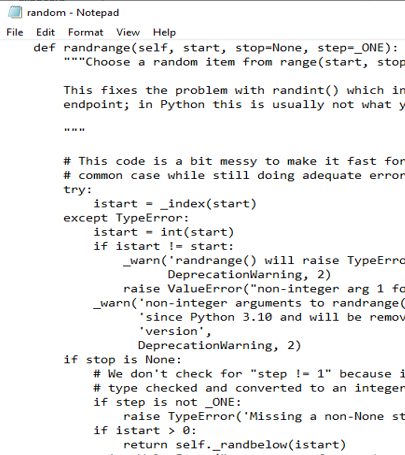 random - Notepad
File Edit Format View Help
def randrange(self, start, stop=None, step=_ONE):
"""Choose a random item from range(start, stop
This fixes the problem with randint() which in
endpoint; in Python this is usually not what y
"""
# This code is a bit messy to make it fast for
# common case while still doing adequate error
try:
istart = _index(start)
except TypeError:
istart = int(start)
if istart != start:
_warn('randrange() will raise TypeErro
DeprecationWarning, 2)
raise ValueError("non-integer arg 1 fo
_warn('non-integer arguments to randrange(
'since Python 3.10 and will be remov
'version',
DeprecationWarning, 2)
if stop is None:
# We don't check for "step != 1" because i
# type checked and converted to an integer
if step is not _ONE:
raise TypeError('Missing a non-None st
if istart > 0:
return self._randbelow(istart)